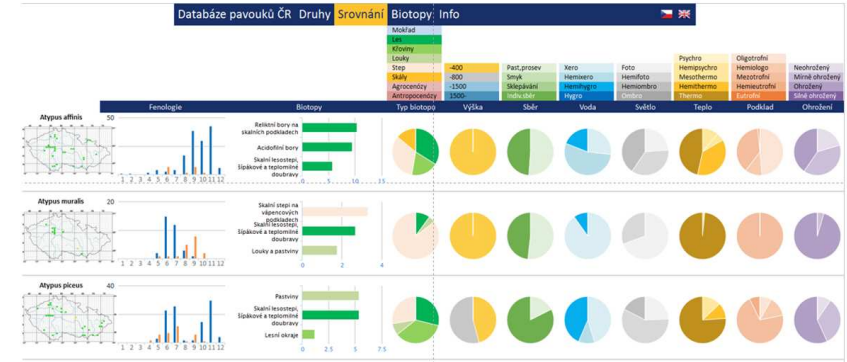 Databáze pavouků ČR Druhy Srovnání Biotopy Info
Mokřad
Les
Křoviny
Louky Psychro Oligotrofní
Step -400 Past,prosev Xero Foto Hemipsychro Hemiologo Neohrožený
Skály -800 Smyk Hemixero Hemifoto Mesothermo Mezotrofní Mírně ohrožený
Agrocenózy -1500 Sklepávání Hemihygro Hemiombro Hemithermo Hemieutrofní Ohrožený
Antropocenózy 1500- Indiv.sběr Hygro Ombro Thermo Eutrofní Silně ohrožený
Fenologie Biotopy Typ biotopu Výška Sběr Voda Světlo Teplo Podklad Ohrožení
Atypus affinis
50
1 2 3 4 5 6 7 8 9 10 11 12
Reliktní bory na
skalních podkladech
Acidofilní bory
Skalní lesostepi,
šípákové a teplomilné
doubravy
0 5 10 15
Atypus muralis
20
1 2 3 4 5 6 7 8 9 10 11 12
Skalní stepi na
vápencových
podkladech
Skalní lesostepi,
šípákové a teplomilné
doubravy
Louky a pastviny
0 2 4
Atypus piceus
40
1 2 3 4 5 6 7 8 9 10 11 12
Pastviny
Skalní lesostepi,
šípákové a teplomilné
doubravy
Lesní okraje
0 2.5 5 7.5